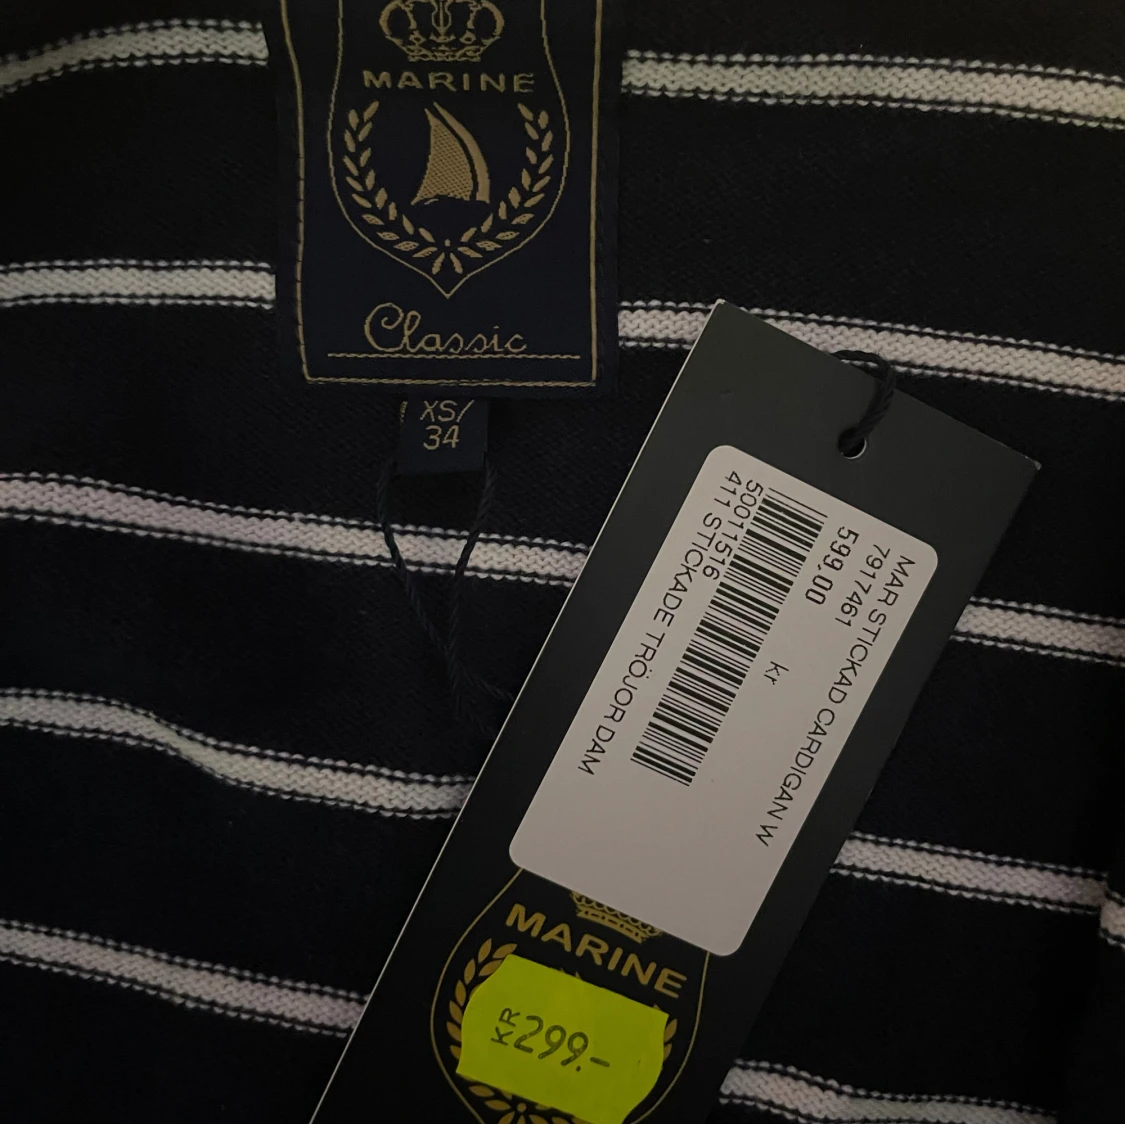 MARINE
Classic
XS/
34
MAR STICKAD CARDIGAN W
7917461
599.00 kr
50011516
411 STICKADE TRÖJOR DAM
MARINE
KR 299.-